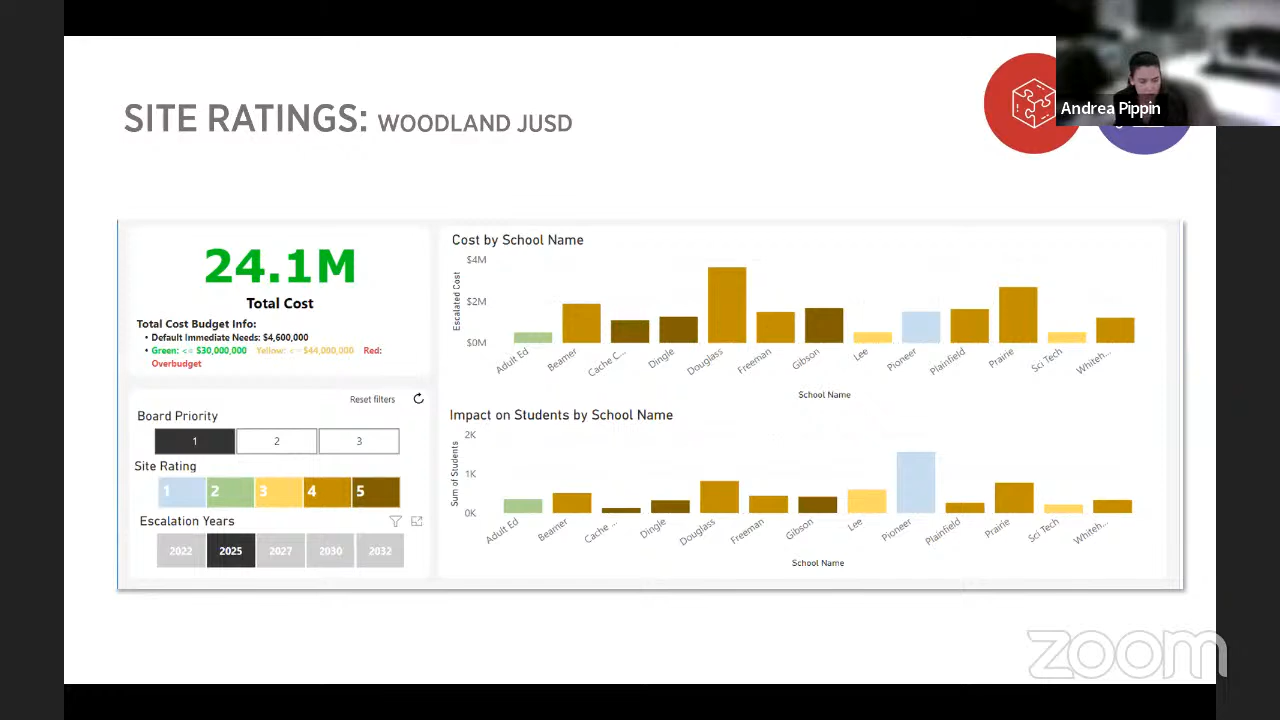 SITE RATINGS: WOODLAND JUSD
Andrea Pippin
24.1M
Total Cost
Total Cost Budget Info:
• Default Immediate Needs: $4,600,000
• Green: <= $30,000,000 Yellow: <=$44,090,000 Red:
Overbudget
Reset filters
Board Priority
1 2 3
Site Rating
1 2 3 4 5
Escalation Years
2022 2025 2027 2030 2032
Cost by School Name
Escalated Cost
$4M
$2M
$0M
Adult Ed Beamer Cache C... Dingle Douglass Freeman Gibson Lee Pioneer Plainfield Prairie Sci Tech Whiteh...
School Name
Impact on Students by School Name
Sum of Students
2K
1K
0K
Adult Ed Beamer Cache ... Dingle Douglass Freeman Gibson Lee Pioneer Plainfield Prairie Sci Tech Whiteh...
School Name
zoom